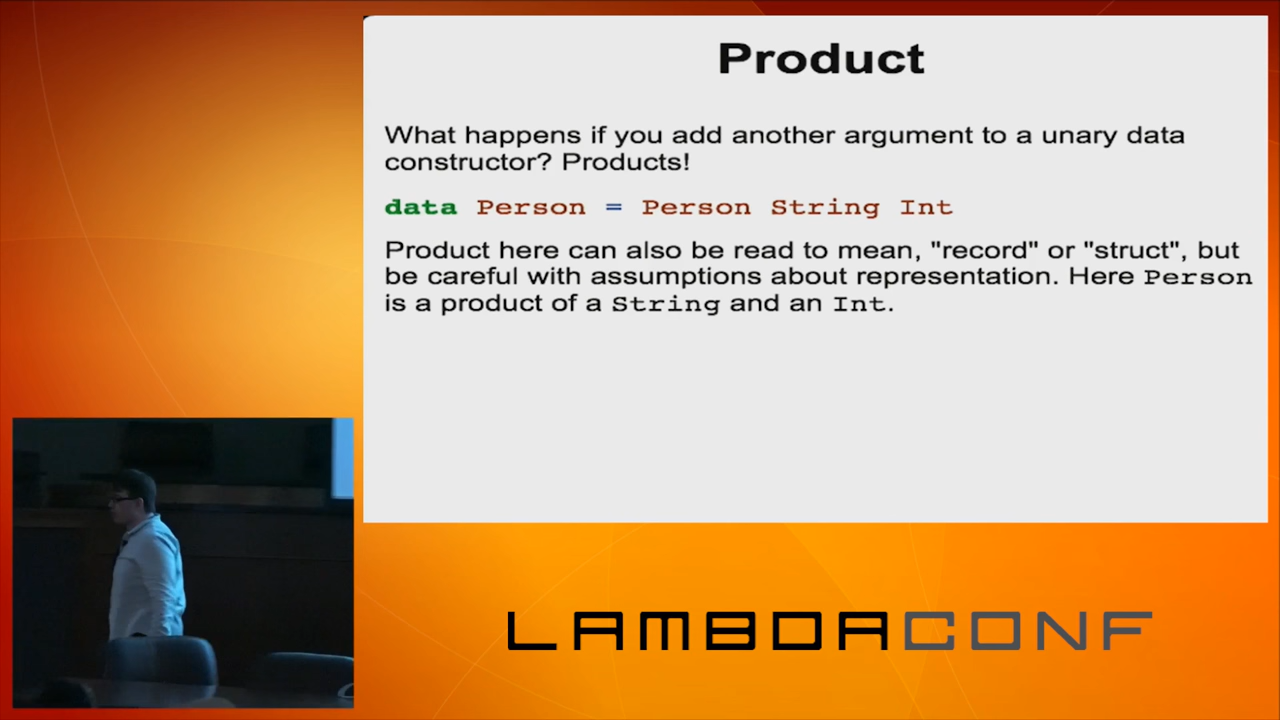 Product
What happens if you add another argument to a unary data
constructor? Products!
data Person = Person String Int
Product here can also be read to mean, "record" or "struct", but
be careful with assumptions about representation. Here Person
is a product of a String and an Int.
LAMBDACONF